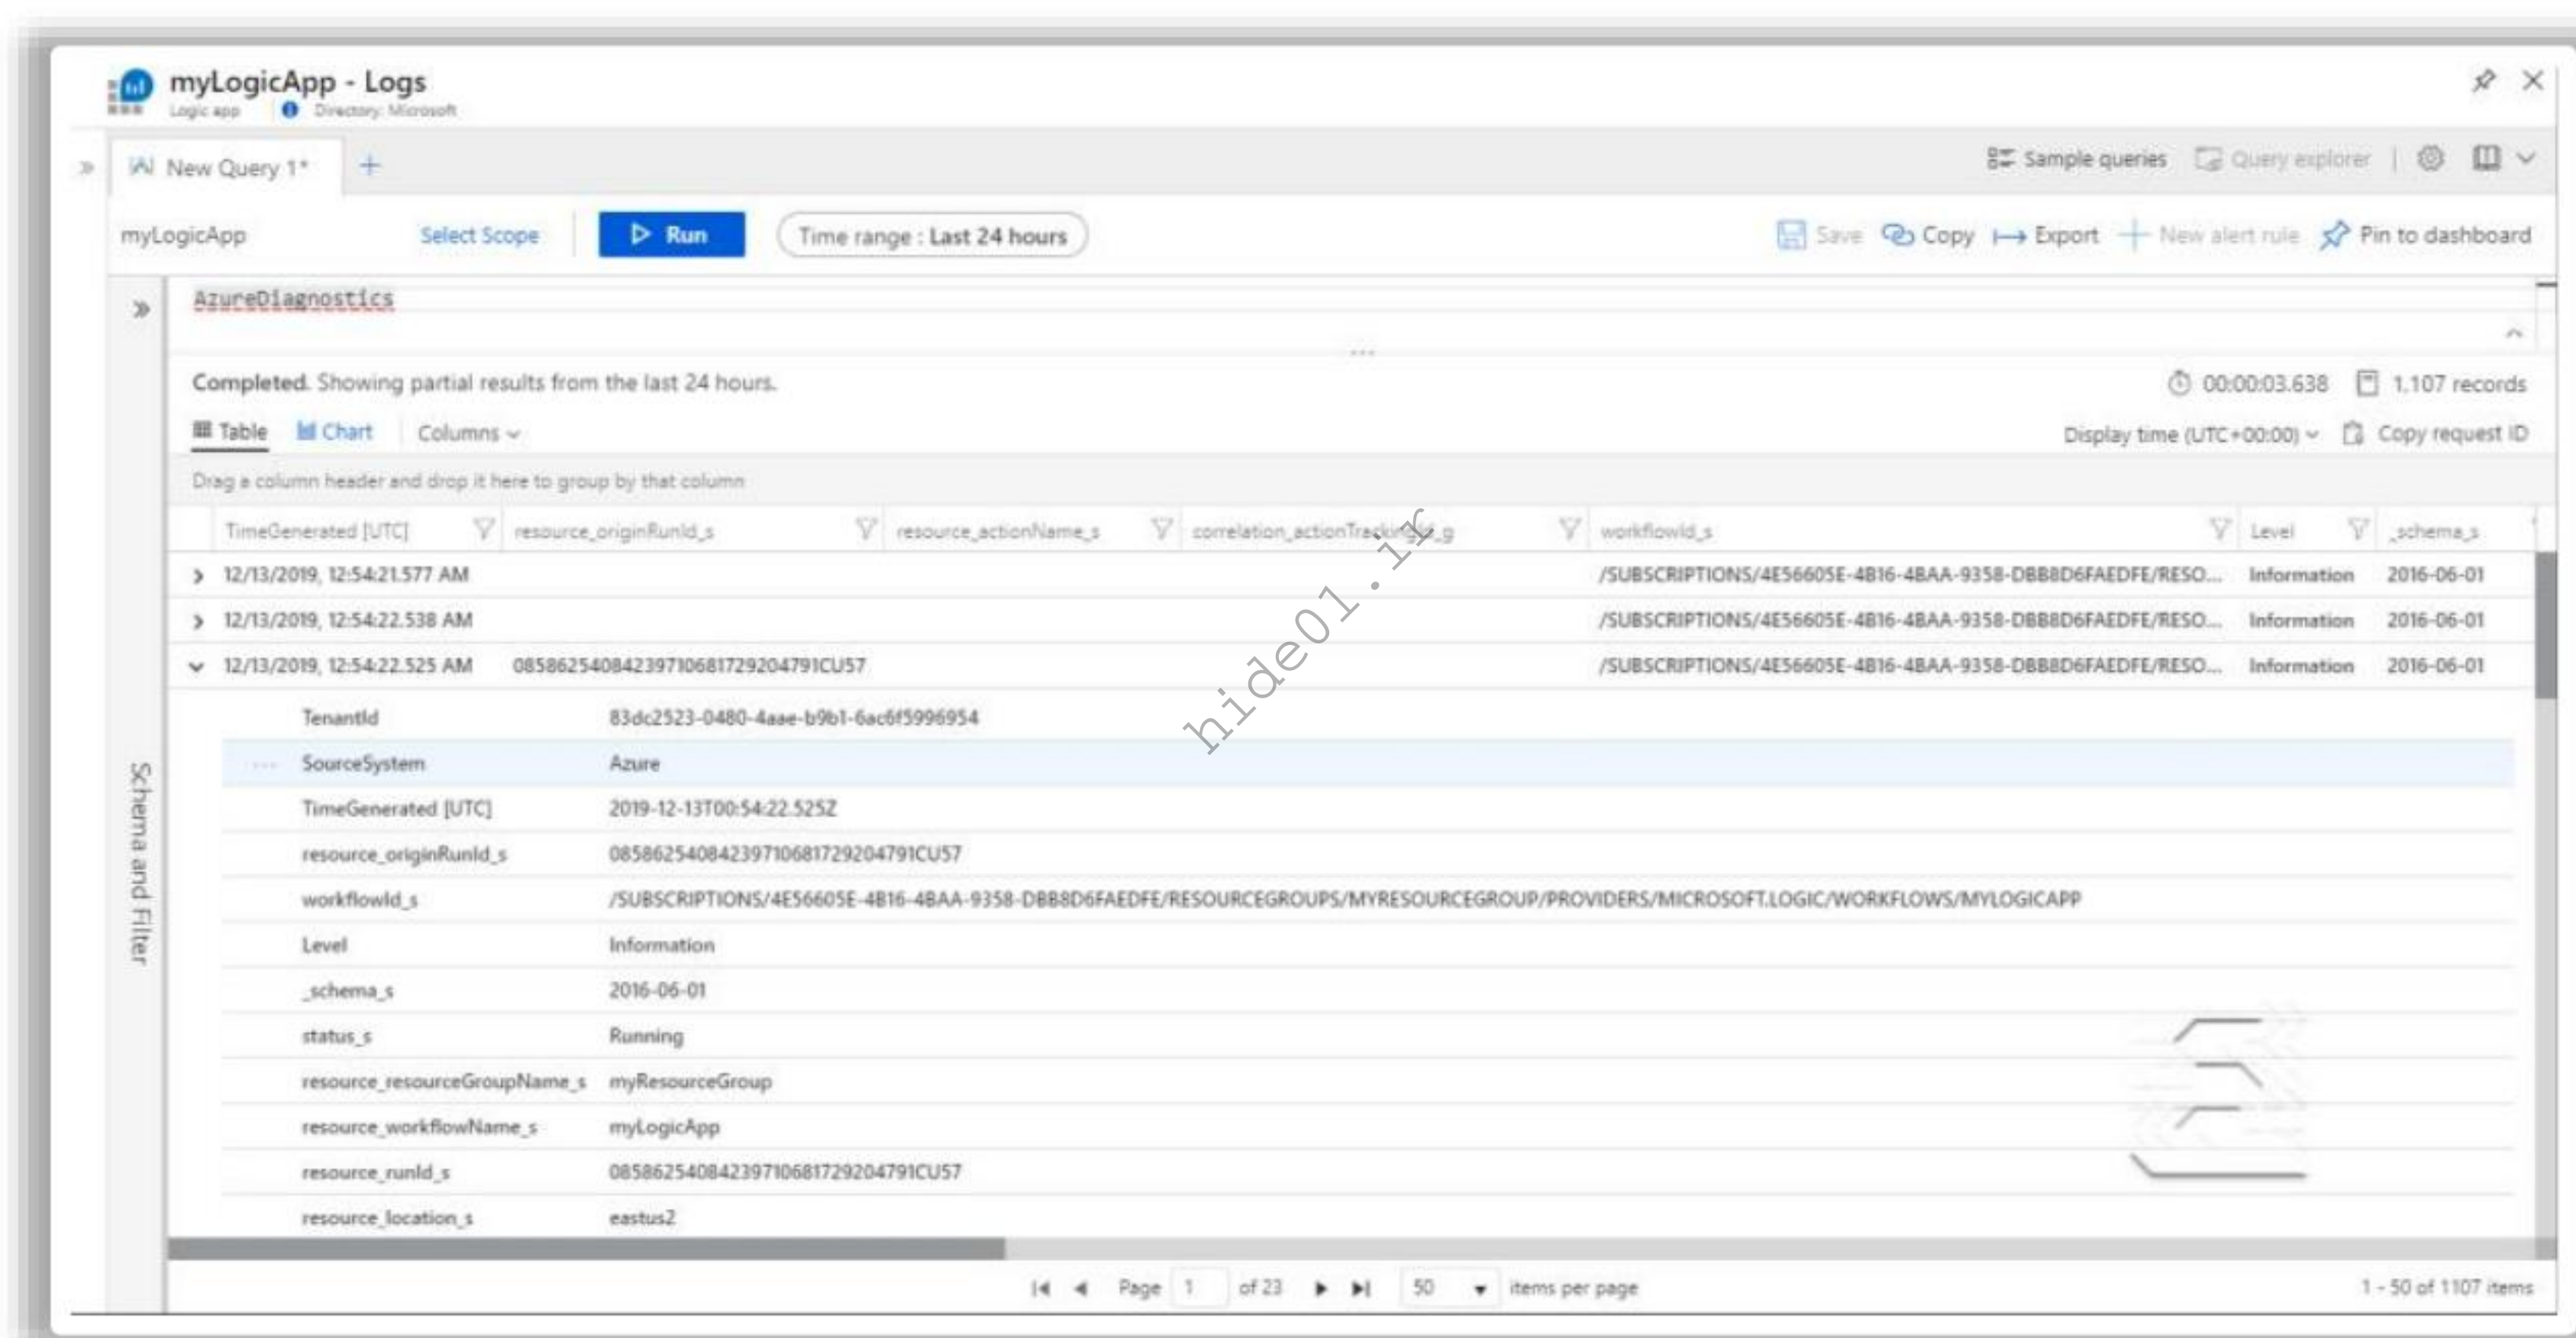 myLogicApp - Logs
Logic app Directory: Microsoft
New Query 1* Sample queries Query explorer
myLogicApp Select Scope Run Time range : Last 24 hours Save Copy Export New alert rule Pin to dashboard
AzureDiagnostics
Completed. Showing partial results from the last 24 hours. 00:00:03.638 1,107 records
Table Chart Columns Display time (UTC+00:00) Copy request ID
Drag a column header and drop it here to group by that column
TimeGenerated [UTC] resource_originRunId_s resource_actionName_s correlation_actionTrackingId_g workflowId_s Level _schema_s
12/13/2019, 12:54:21.577 AM /SUBSCRIPTIONS/4E56605E-4B16-4BAA-9358-DBB8D6FAEDFE/RESO... Information 2016-06-01
12/13/2019, 12:54:22.538 AM /SUBSCRIPTIONS/4E56605E-4B16-4BAA-9358-DBB8D6FAEDFE/RESO... Information 2016-06-01
12/13/2019, 12:54:22.525 AM 08586254084239710681729204791CU57 /SUBSCRIPTIONS/4E56605E-4B16-4BAA-9358-DBB8D6FAEDFE/RESO... Information 2016-06-01
TenantId 83dc2523-0480-4aae-b9b1-6ac6f5996954
SourceSystem Azure
TimeGenerated [UTC] 2019-12-13T00:54:22.525Z
resource_originRunId_s 08586254084239710681729204791CU57
workflowId_s /SUBSCRIPTIONS/4E56605E-4B16-4BAA-9358-DBB8D6FAEDFE/RESOURCEGROUPS/MYRESOURCEGROUP/PROVIDERS/MICROSOFT.LOGIC/WORKFLOWS/MYLOGICAPP
Level Information
_schema_s 2016-06-01
status_s Running
resource_resourceGroupName_s myResourceGroup
resource_workflowName_s myLogicApp
resource_runId_s 08586254084239710681729204791CU57
resource_location_s eastus2
Schema and Filter
Page 1 of 23 50 items per page 1 - 50 of 1107 items
hide01.ir